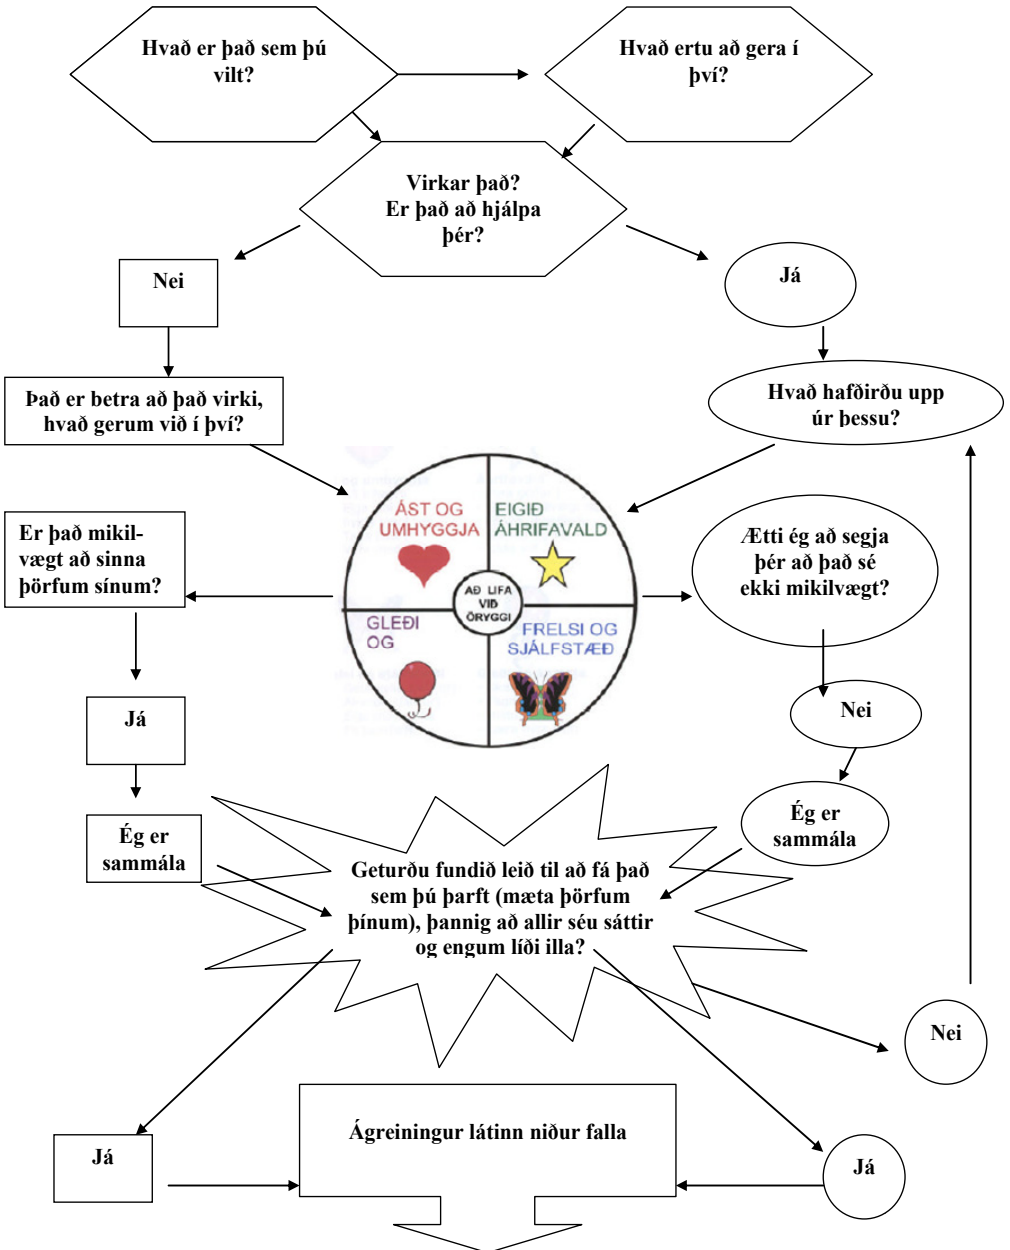 Hvað er það sem þú
vilt?
Hvað ertu að gera í
því?
Virkar það?
Er það að hjálpa
þér?
Nei
Já
Það er betra að það virki,
hvað gerum við í því?
Hvað hafðirðu upp
úr þessu?
ÁST OG
UMHYGGJA
EIGIÐ
ÁHRIFAVALD
AÐ LIFA
VIÐ
ÖRYGGI
GLEÐI
OG
FRELSI OG
SJÁLFSTÆÐ
Er það mikil-
vægt að sinna
þörfum sínum?
Ætti ég að segja
þér að það sé
ekki mikilvægt?
Já
Nei
Ég er
sammála
Ég er
sammála
Geturðu fundið leið til að fá það
sem þú þarft (mæta þörfum
þínum), þannig að allir séu sáttir
og engum líði illa?
Nei
Ágreiningur látinn niður falla
Já
Já